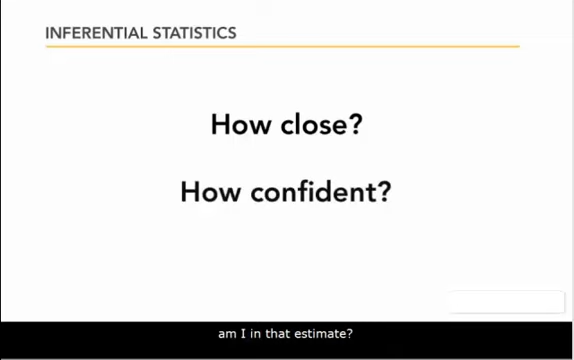 INFERENTIAL STATISTICS
How close?
How confident?
am I in that estimate?